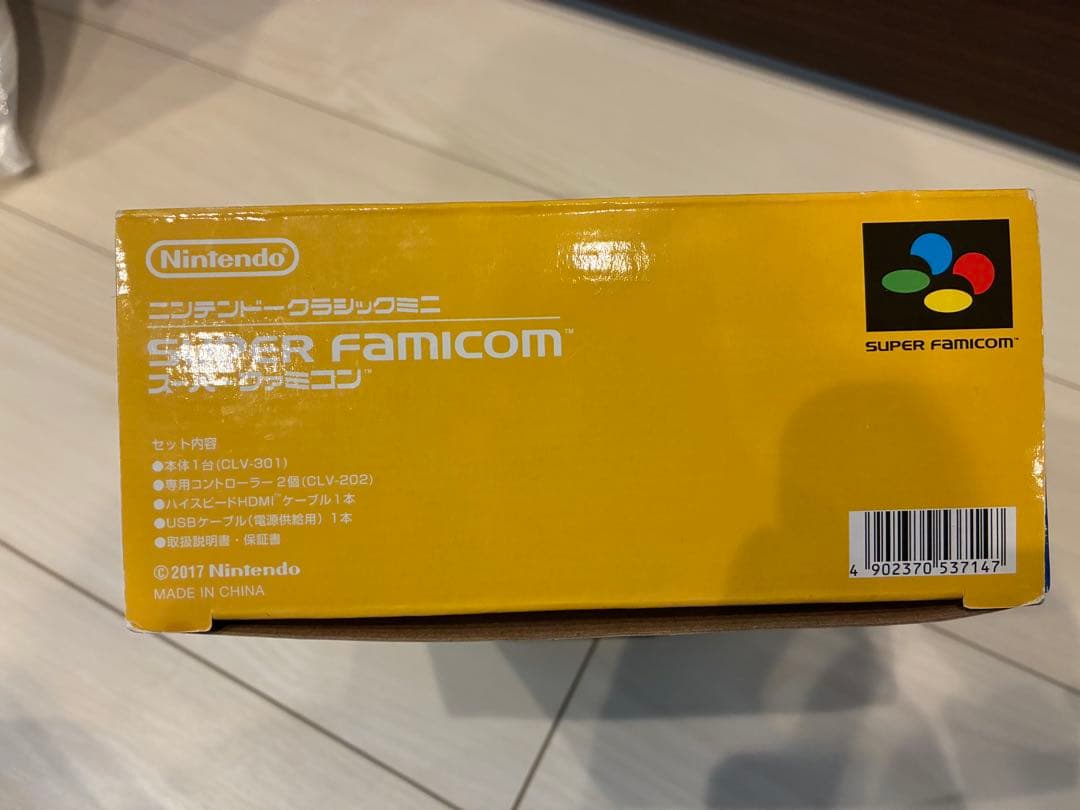 Nintendo®
ニンテンドークラシックミニ
SUPER FAMICOM™
スーパーファミコン™
SUPER FAMICOM™
セット内容
●本体1台(CLV-301)
●専用コントローラー 2個(CLV-202)
●ハイスピードHDMI™ケーブル1本
●USBケーブル(電源供給用) 1本
●取扱説明書・保証書
©2017 Nintendo
MADE IN CHINA
4 902370 537147